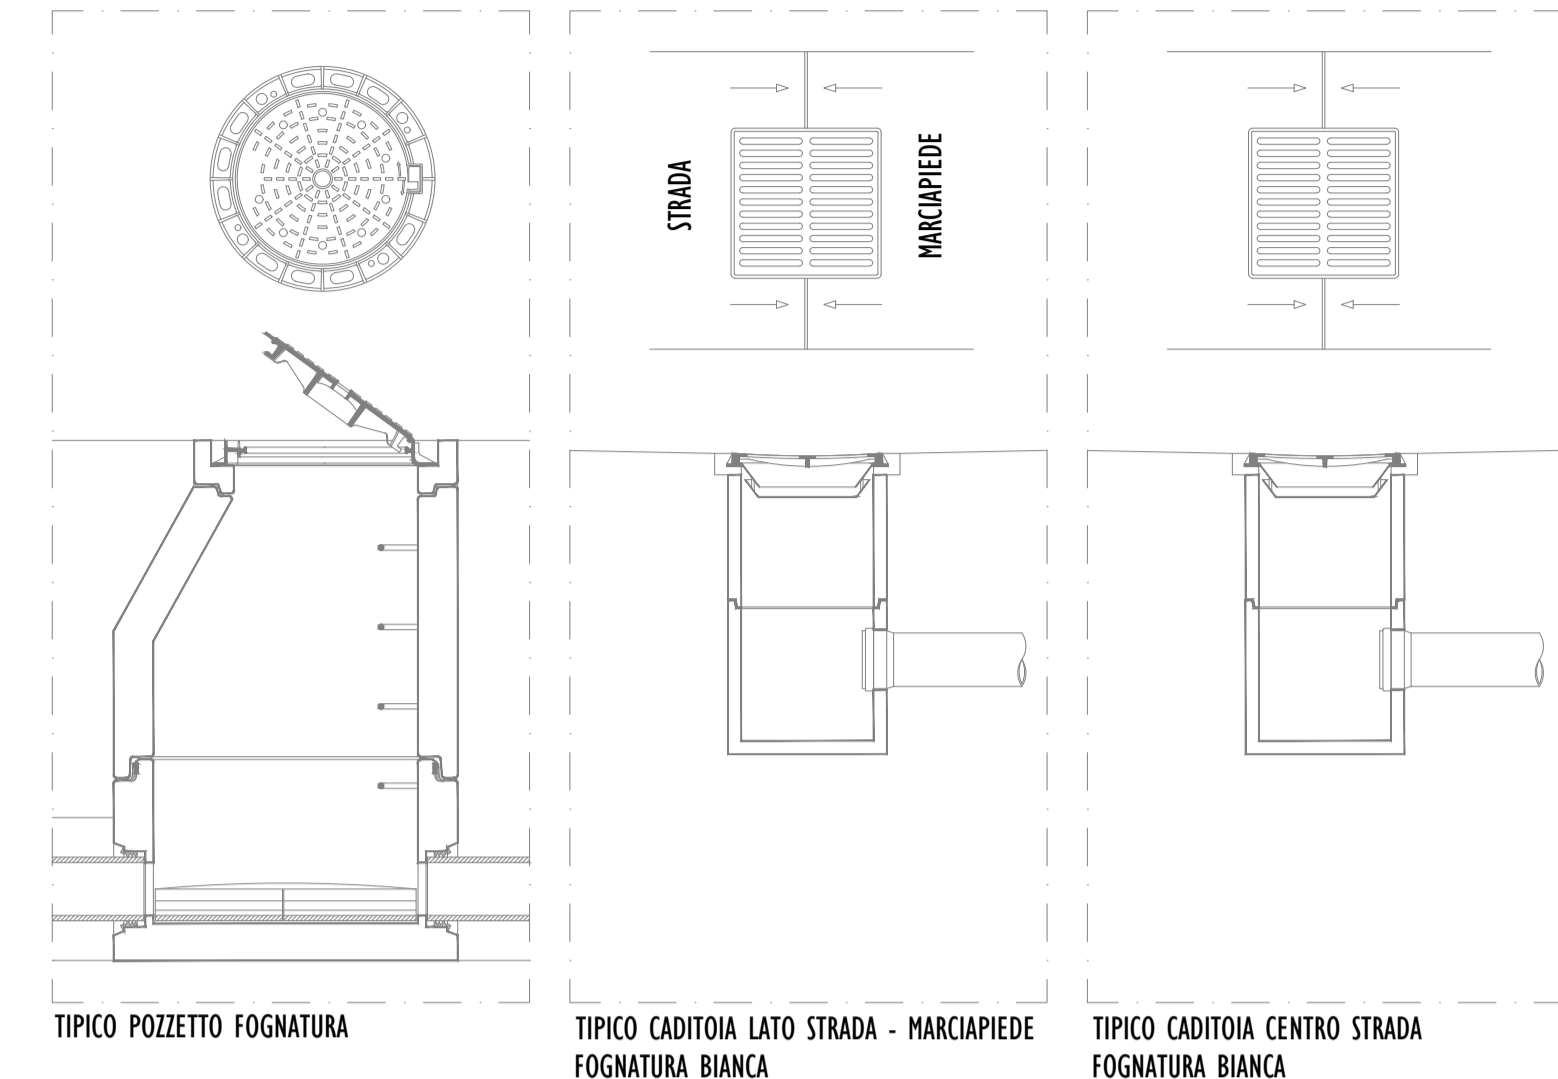 STRADA
MARCIAPIEDE
TIPICO POZZETTO FOGNATURA
TIPICO CADITOIA LATO STRADA - MARCIAPIEDE
FOGNATURA BIANCA
TIPICO CADITOIA CENTRO STRADA
FOGNATURA BIANCA